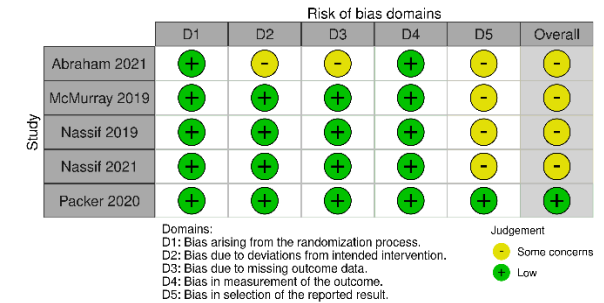 Risk of bias domains
D1 D2 D3 D4 D5 Overall
Abraham 2021 + - - + - -
McMurray 2019 + + + + - -
Nassif 2019 + + + + - -
Nassif 2021 + + + + - -
Packer 2020 + + + + + +
Study
Domains:
D1: Bias arising from the randomization process.
D2: Bias due to deviations from intended intervention.
D3: Bias due to missing outcome data.
D4: Bias in measurement of the outcome.
D5: Bias in selection of the reported result.
Judgement
- Some concerns
+ Low